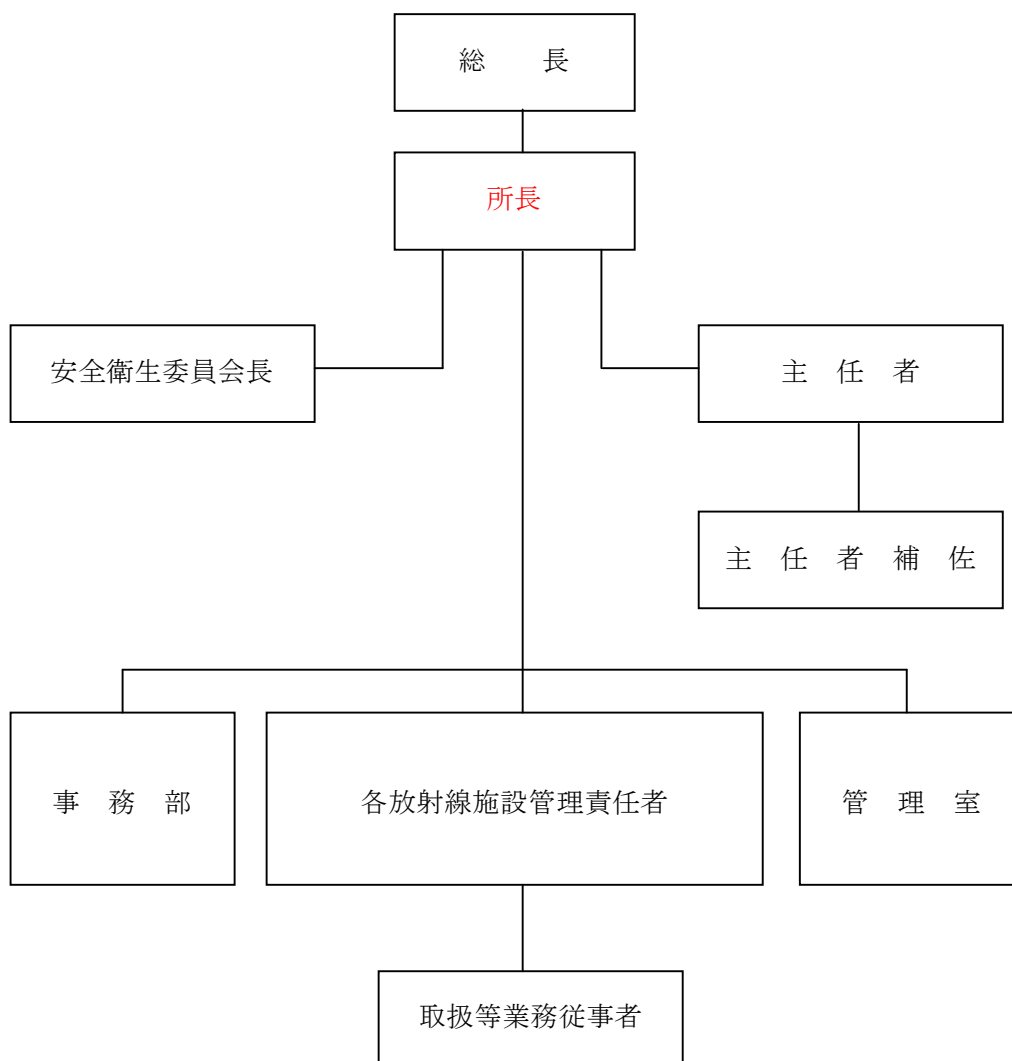 総　長
所長
安全衛生委員会長
主　任　者
主　任　者　補　佐
事　務　部
各放射線施設管理責任者
管　理　室
取扱等業務従事者